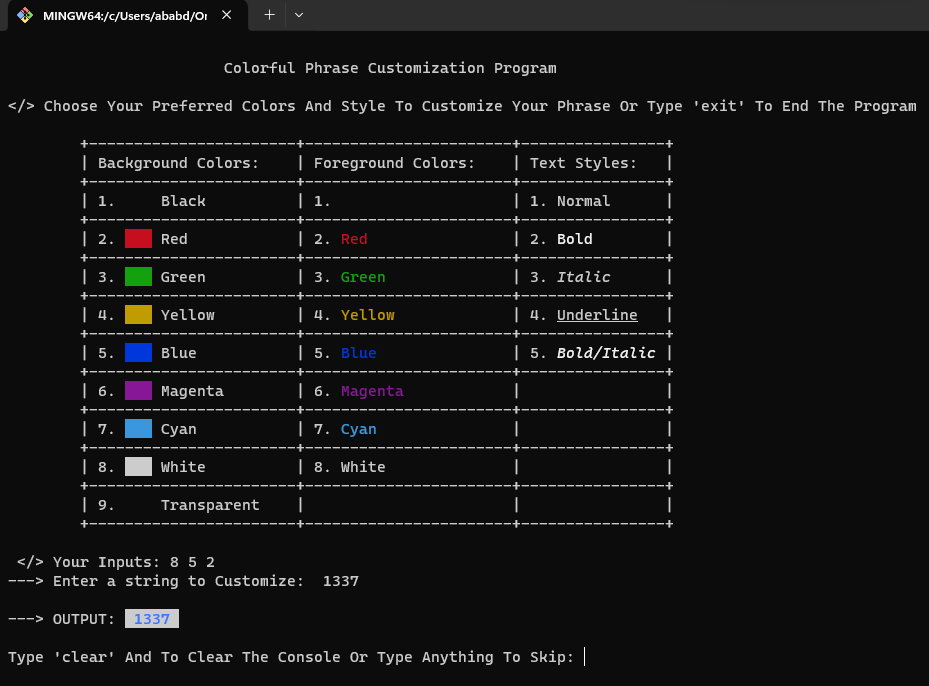 MINGW64:/c/Users/ababd/Or
Colorful Phrase Customization Program
</> Choose Your Preferred Colors And Style To Customize Your Phrase Or Type 'exit' To End The Program
+-----------------------+-----------------------+----------------+
| Background Colors:    | Foreground Colors:    | Text Styles:   |
+-----------------------+-----------------------+----------------+
| 1.     Black          | 1.                    | 1. Normal      |
+-----------------------+-----------------------+----------------+
| 2.     Red            | 2. Red                | 2. Bold        |
+-----------------------+-----------------------+----------------+
| 3.     Green          | 3. Green              | 3. Italic      |
+-----------------------+-----------------------+----------------+
| 4.     Yellow         | 4. Yellow             | 4. Underline   |
+-----------------------+-----------------------+----------------+
| 5.     Blue           | 5. Blue               | 5. Bold/Italic |
+-----------------------+-----------------------+----------------+
| 6.     Magenta        | 6. Magenta            |                |
+-----------------------+-----------------------+----------------+
| 7.     Cyan           | 7. Cyan               |                |
+-----------------------+-----------------------+----------------+
| 8.     White          | 8. White              |                |
+-----------------------+-----------------------+----------------+
| 9.     Transparent    |                       |                |
+-----------------------+-----------------------+----------------+
</> Your Inputs: 8 5 2
---> Enter a string to Customize:  1337
---> OUTPUT:  1337
Type 'clear' And To Clear The Console Or Type Anything To Skip: